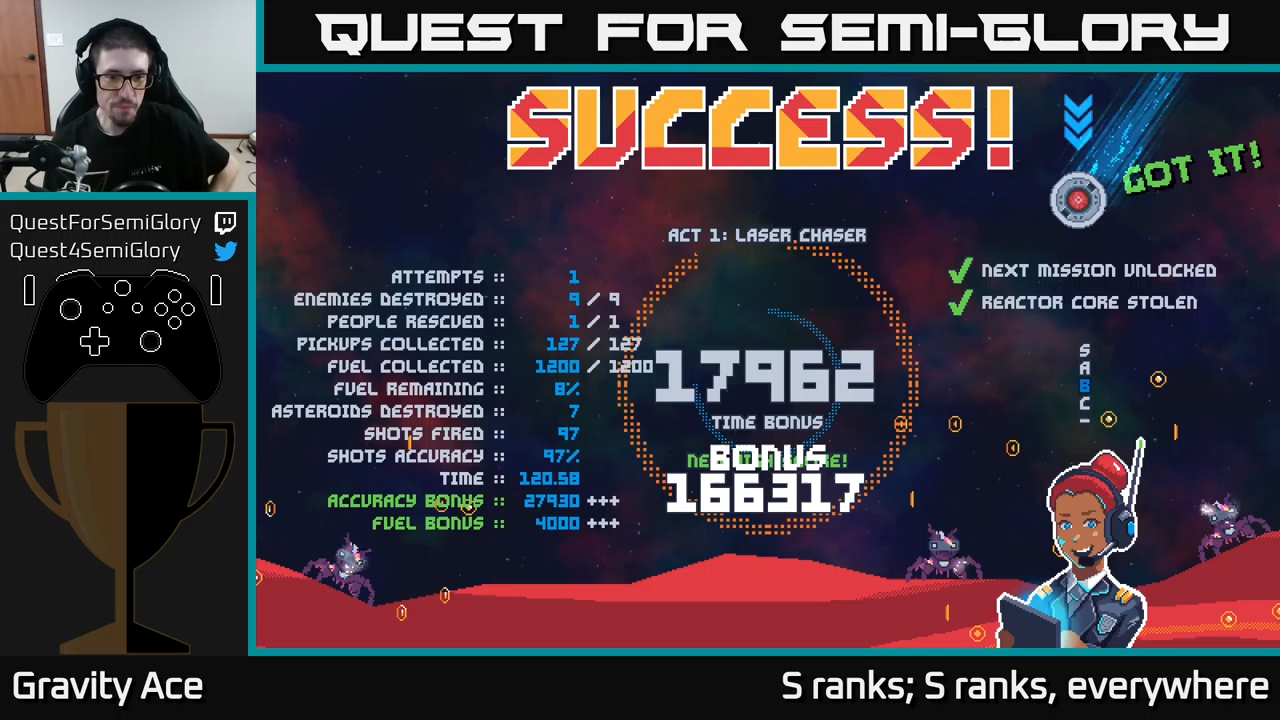 QUEST FOR SEMI-GLORY
QuestForSemiGlory
Quest4SemiGlory
SUCCESS!
GOT IT!
ACT 1: LASER CHASER
ATTEMPTS :: 1
ENEMIES DESTROYED :: 9 / 9
PEOPLE RESCUED :: 1 / 1
PICKUPS COLLECTED :: 127 / 127
FUEL COLLECTED :: 1200 / 1200
FUEL REMAINING :: 8%
ASTEROIDS DESTROYED :: 7
SHOTS FIRED :: 97
SHOTS ACCURACY :: 97%
TIME :: 120.58
ACCURACY BONUS :: 27930 +++
FUEL BONUS :: 4000 +++
17962
TIME BONUS
BONUS
166317
NEXT MISSION UNLOCKED
REACTOR CORE STOLEN
S
A
B
C
-
Gravity Ace
S ranks; S ranks, everywhere